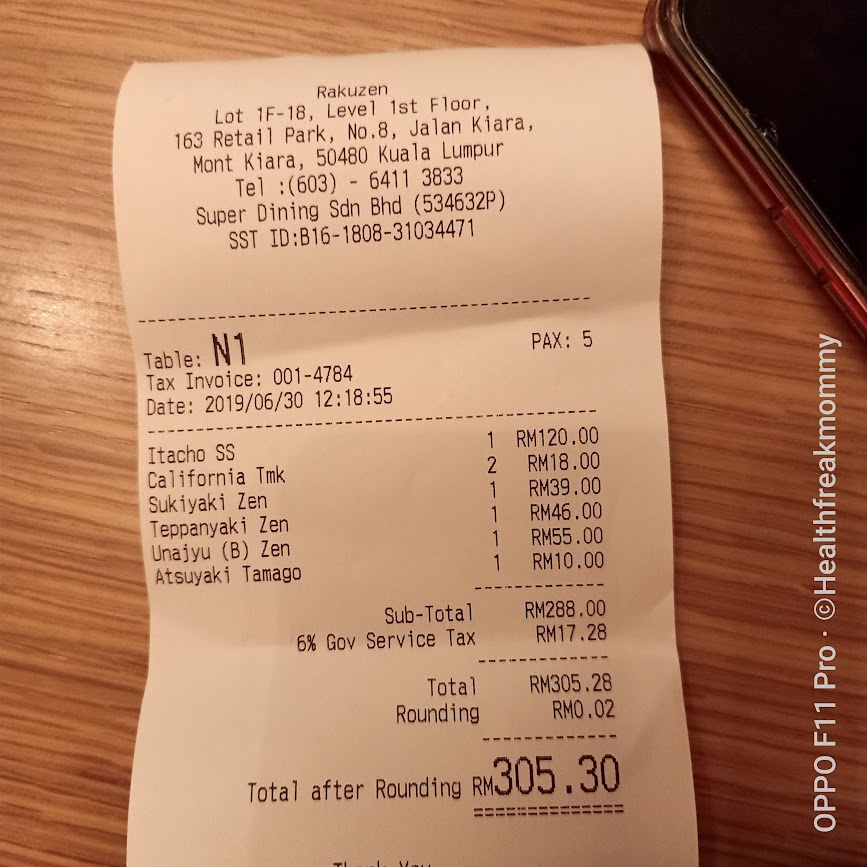 Rakuzen
Lot 1F-18, Level 1st Floor,
163 Retail Park, No.8, Jalan Kiara,
Mont Kiara, 50480 Kuala Lumpur
Tel :(603) - 6411 3833
Super Dining Sdn Bhd (534632P)
SST ID:B16-1808-31034471
Table: N1 PAX: 5
Tax Invoice: 001-4784
Date: 2019/06/30 12:18:55
Itacho SS 1 RM120.00
California Tmk 2 RM18.00
Sukiyaki Zen 1 RM39.00
Teppanyaki Zen 1 RM46.00
Unajyu (B) Zen 1 RM55.00
Atsuyaki Tamago 1 RM10.00
Sub-Total RM288.00
6% Gov Service Tax RM17.28
Total RM305.28
Rounding RM0.02
Total after Rounding RM305.30
OPPO F11 Pro · ©Healthfreakmommy